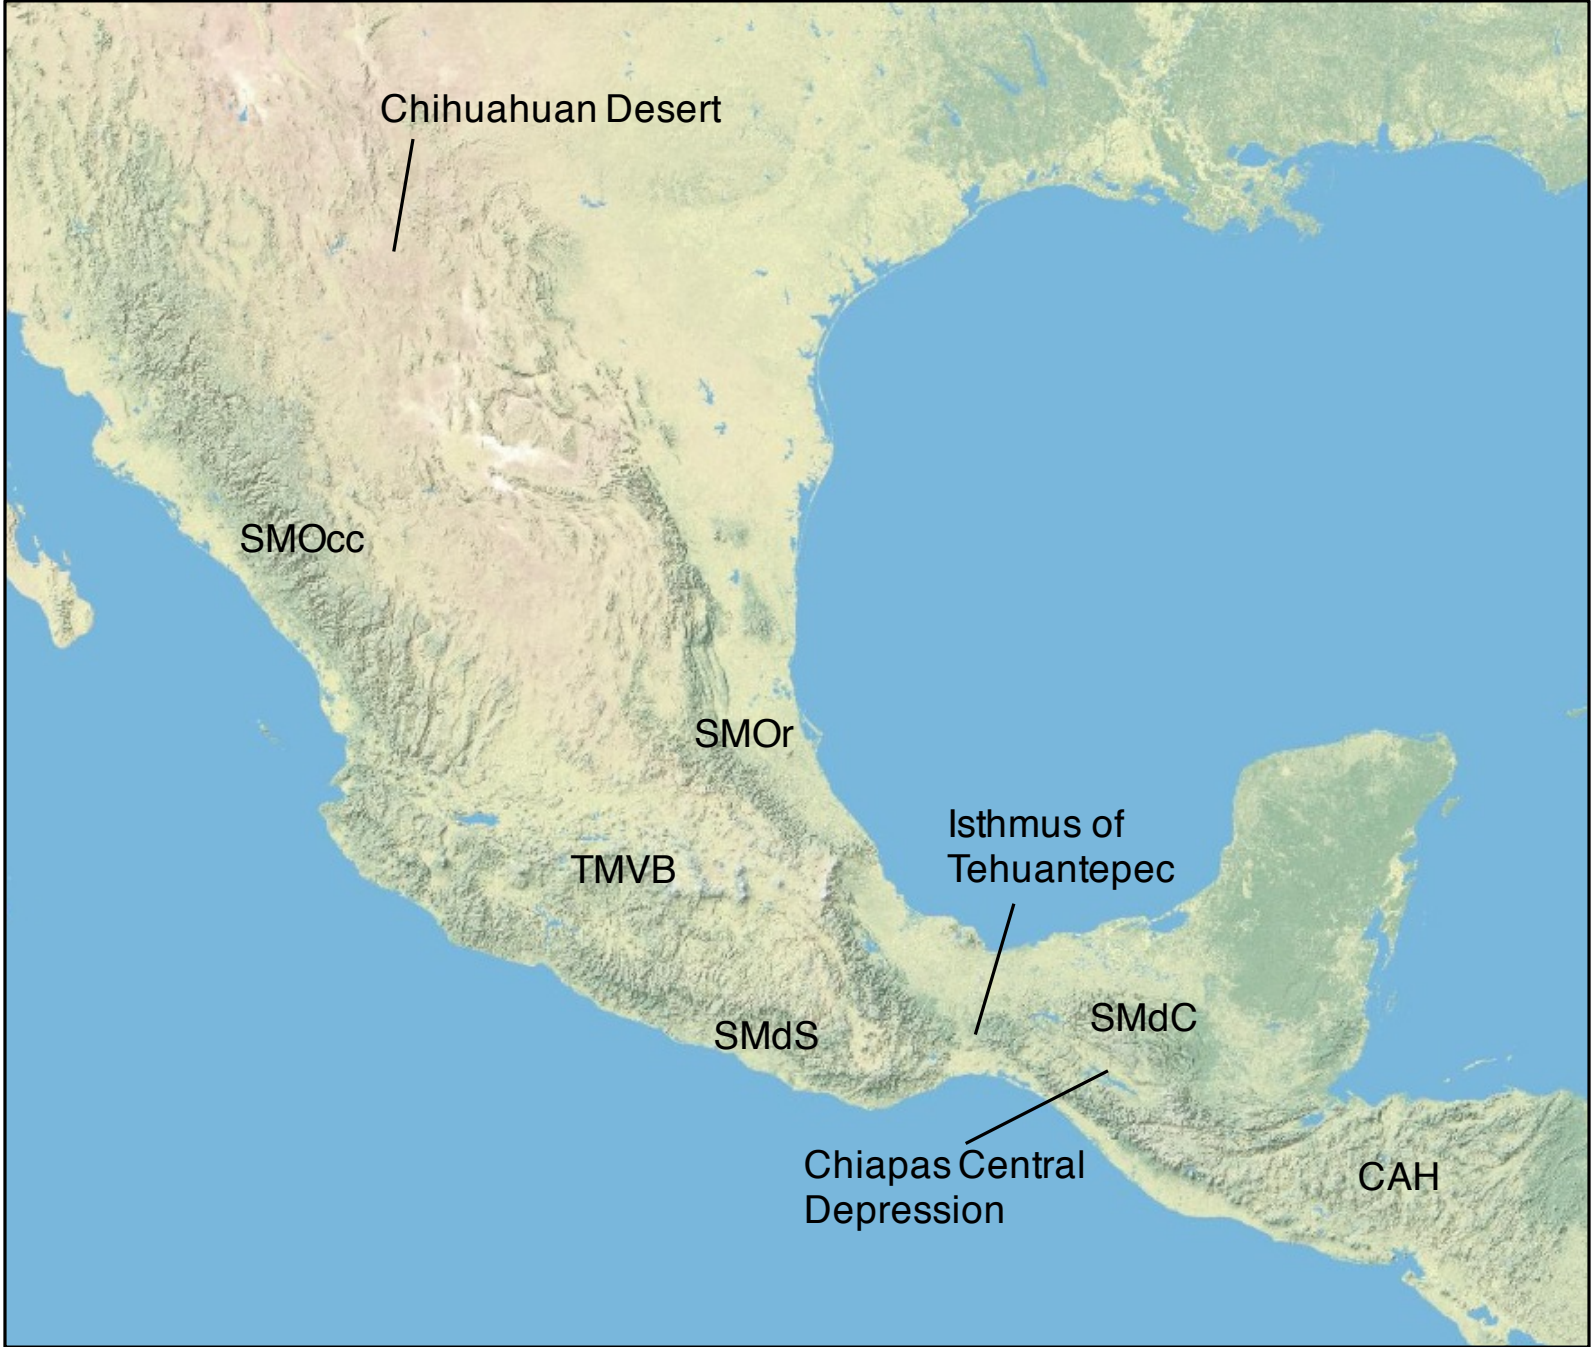 Chihuahuan Desert
SMOcc
SMOr
Isthmus of
Tehuantepec
TMVB
SMdC
SMdS
Chiapas Central
Depression
CAH